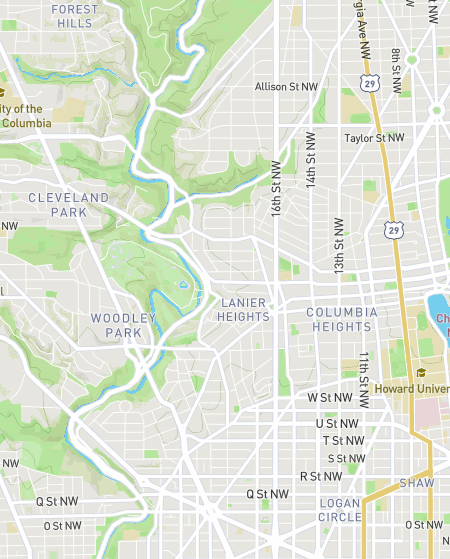 FOREST
HILLS
gia Ave NW
8th St NW
Allison St NW
29
ity of the
Columbia
Taylor St NW
14th St NW
16th St NW
CLEVELAND
PARK
NW
13th St NW
29
LANIER
HEIGHTS
COLUMBIA
HEIGHTS
WOODLEY
PARK
Ch
11th St NW
Howard Univer
W St NW
U St NW
T St NW
S St NW
NW
R St NW
SHAW
Q St NW
Q St NW
LOGAN
CIRCLE
O St NW
O St NW
N